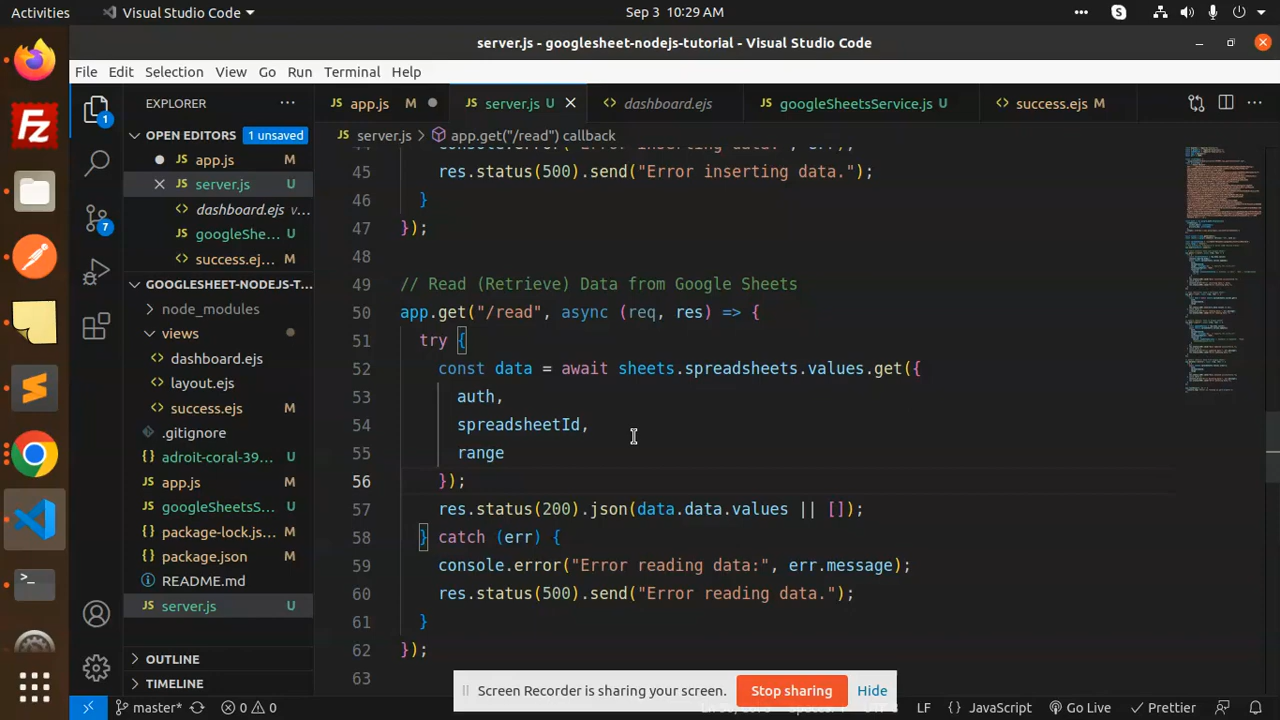 Activities
Visual Studio Code
Sep 3 10:29 AM
server.js - googlesheet-nodejs-tutorial - Visual Studio Code
File Edit Selection View Go Run Terminal Help
EXPLORER
app.js M
server.js U
dashboard.ejs
googleSheetsService.js U
success.ejs M
server.js
app.get("/read") callback
OPEN EDITORS
1 unsaved
app.js M
server.js U
dashboard.ejs v...
googleShe... U
success.ej... M
GOOGLESHEET-NODEJS-T...
node_modules
views
dashboard.ejs
layout.ejs
success.ejs M
.gitignore
adroit-coral-39... U
app.js M
googleSheetsS... U
package-lock.js... M
package.json M
README.md
server.js U
OUTLINE
TIMELINE
1
7
45 res.status(500).send("Error inserting data.");
46 }
47 });
48
49 // Read (Retrieve) Data from Google Sheets
50 app.get("/read", async (req, res) => {
51 try {
52 const data = await sheets.spreadsheets.values.get({
53 auth,
54 spreadsheetId,
55 range
56 });
57 res.status(200).json(data.data.values || []);
58 } catch (err) {
59 console.error("Error reading data:", err.message);
60 res.status(500).send("Error reading data.");
61 }
62 });
63
Screen Recorder is sharing your screen.
Stop sharing
Hide
master*
0 0
LF
JavaScript
Go Live
Prettier